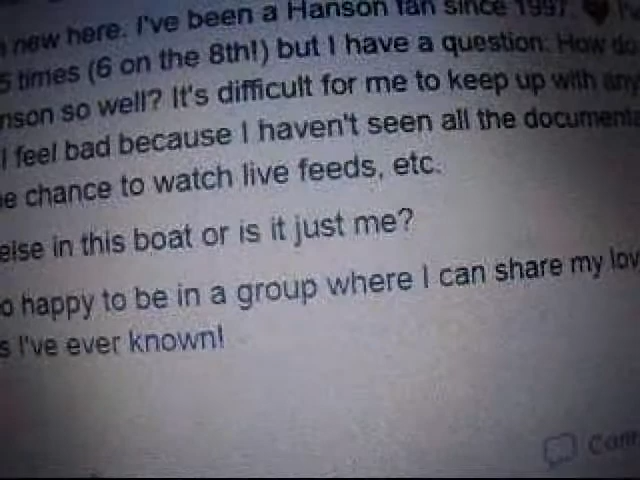 new here. I've been a Hanson fan since 1997.
5 times (6 on the 8th!) but I have a question: How do
nson so well? It's difficult for me to keep up with any
I feel bad because I haven't seen all the documenta
e chance to watch live feeds, etc.
else in this boat or is it just me?
o happy to be in a group where I can share my lov
s I've ever known!
Com